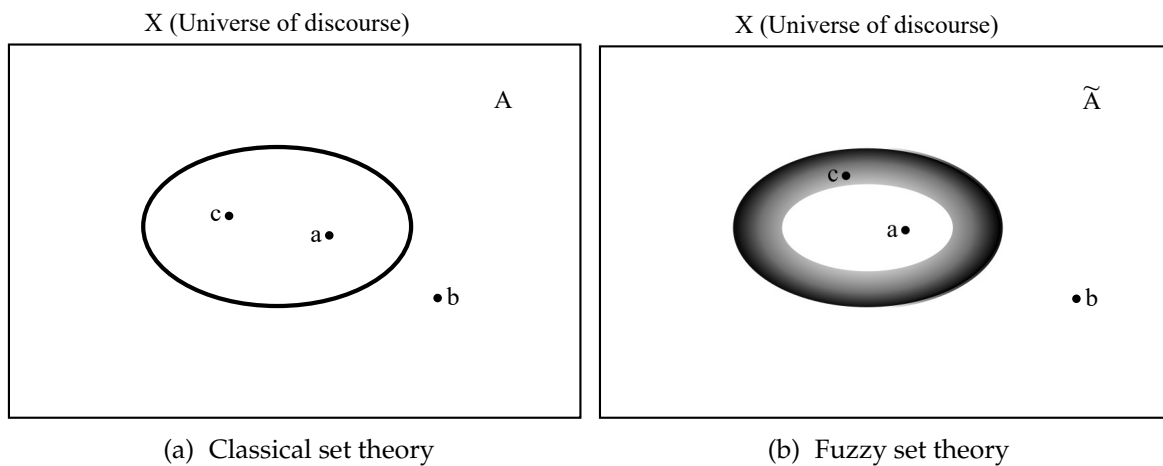 X (Universe of discourse)
A
c
a
b
(a) Classical set theory
X (Universe of discourse)
Ã
c
a
b
(b) Fuzzy set theory